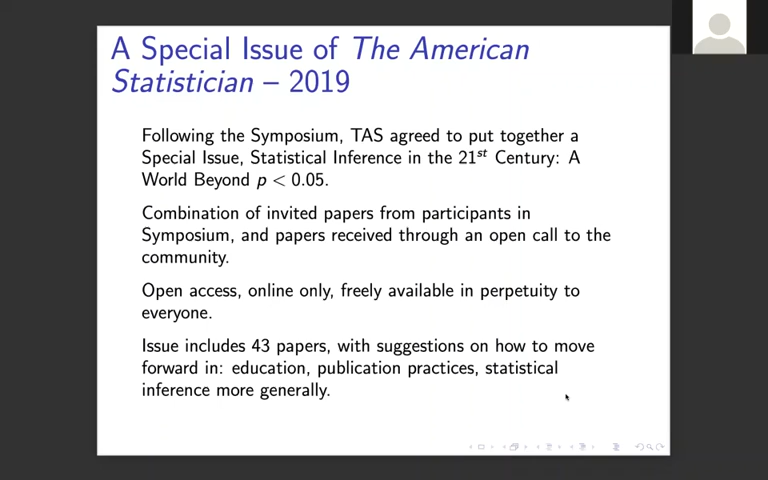 A Special Issue of The American
Statistician – 2019
Following the Symposium, TAS agreed to put together a
Special Issue, Statistical Inference in the 21st Century: A
World Beyond p < 0.05.
Combination of invited papers from participants in
Symposium, and papers received through an open call to the
community.
Open access, online only, freely available in perpetuity to
everyone.
Issue includes 43 papers, with suggestions on how to move
forward in: education, publication practices, statistical
inference more generally.